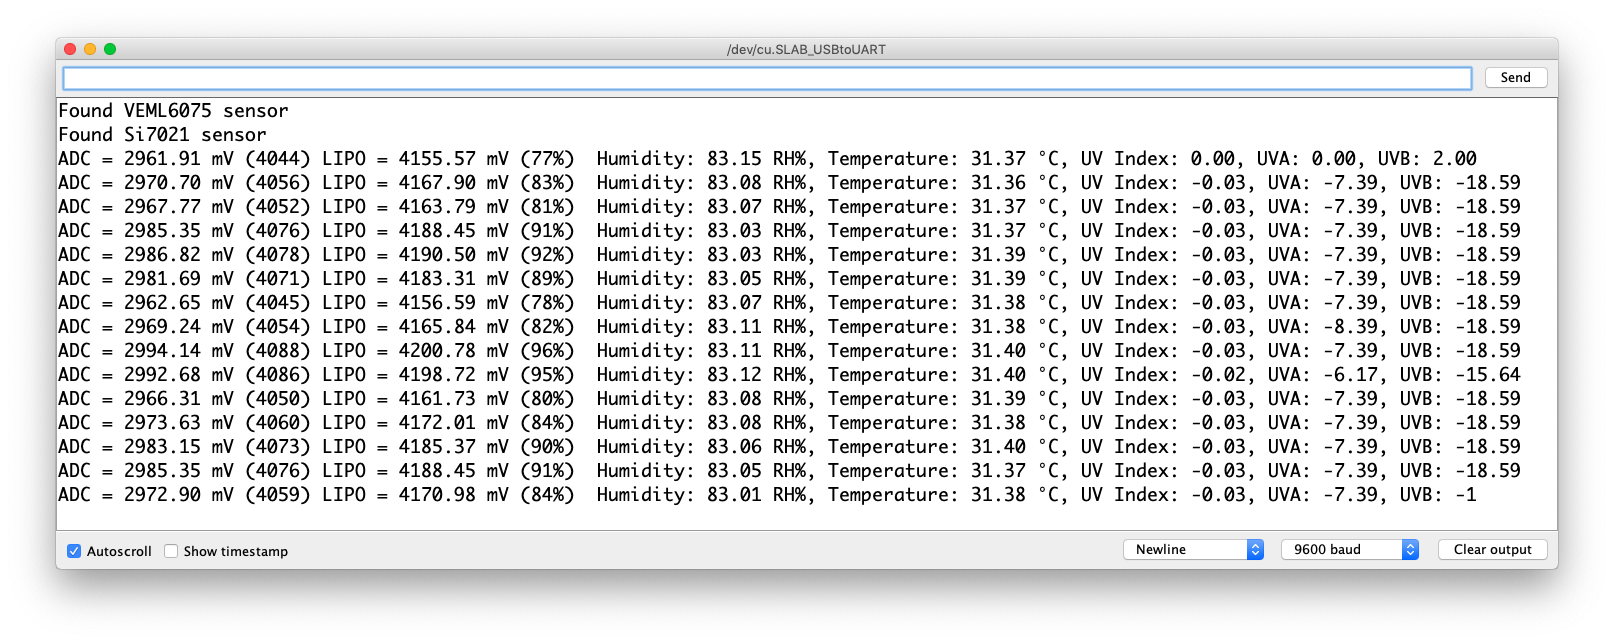 /dev/cu.SLAB_USBtoUART
Send
Found VEML6075 sensor
Found Si7021 sensor
ADC = 2961.91 mV (4044) LIPO = 4155.57 mV (77%)  Humidity: 83.15 RH%, Temperature: 31.37 °C, UV Index: 0.00, UVA: 0.00, UVB: 2.00
ADC = 2970.70 mV (4056) LIPO = 4167.90 mV (83%)  Humidity: 83.08 RH%, Temperature: 31.36 °C, UV Index: -0.03, UVA: -7.39, UVB: -18.59
ADC = 2967.77 mV (4052) LIPO = 4163.79 mV (81%)  Humidity: 83.07 RH%, Temperature: 31.37 °C, UV Index: -0.03, UVA: -7.39, UVB: -18.59
ADC = 2985.35 mV (4076) LIPO = 4188.45 mV (91%)  Humidity: 83.03 RH%, Temperature: 31.37 °C, UV Index: -0.03, UVA: -7.39, UVB: -18.59
ADC = 2986.82 mV (4078) LIPO = 4190.50 mV (92%)  Humidity: 83.03 RH%, Temperature: 31.39 °C, UV Index: -0.03, UVA: -7.39, UVB: -18.59
ADC = 2981.69 mV (4071) LIPO = 4183.31 mV (89%)  Humidity: 83.05 RH%, Temperature: 31.39 °C, UV Index: -0.03, UVA: -7.39, UVB: -18.59
ADC = 2962.65 mV (4045) LIPO = 4156.59 mV (78%)  Humidity: 83.07 RH%, Temperature: 31.38 °C, UV Index: -0.03, UVA: -7.39, UVB: -18.59
ADC = 2969.24 mV (4054) LIPO = 4165.84 mV (82%)  Humidity: 83.11 RH%, Temperature: 31.38 °C, UV Index: -0.03, UVA: -8.39, UVB: -18.59
ADC = 2994.14 mV (4088) LIPO = 4200.78 mV (96%)  Humidity: 83.11 RH%, Temperature: 31.40 °C, UV Index: -0.03, UVA: -7.39, UVB: -18.59
ADC = 2992.68 mV (4086) LIPO = 4198.72 mV (95%)  Humidity: 83.12 RH%, Temperature: 31.40 °C, UV Index: -0.02, UVA: -6.17, UVB: -15.64
ADC = 2966.31 mV (4050) LIPO = 4161.73 mV (80%)  Humidity: 83.08 RH%, Temperature: 31.39 °C, UV Index: -0.03, UVA: -7.39, UVB: -18.59
ADC = 2973.63 mV (4060) LIPO = 4172.01 mV (84%)  Humidity: 83.08 RH%, Temperature: 31.38 °C, UV Index: -0.03, UVA: -7.39, UVB: -18.59
ADC = 2983.15 mV (4073) LIPO = 4185.37 mV (90%)  Humidity: 83.06 RH%, Temperature: 31.40 °C, UV Index: -0.03, UVA: -7.39, UVB: -18.59
ADC = 2985.35 mV (4076) LIPO = 4188.45 mV (91%)  Humidity: 83.05 RH%, Temperature: 31.37 °C, UV Index: -0.03, UVA: -7.39, UVB: -18.59
ADC = 2972.90 mV (4059) LIPO = 4170.98 mV (84%)  Humidity: 83.01 RH%, Temperature: 31.38 °C, UV Index: -0.03, UVA: -7.39, UVB: -1
Autoscroll Show timestamp Newline 9600 baud Clear output